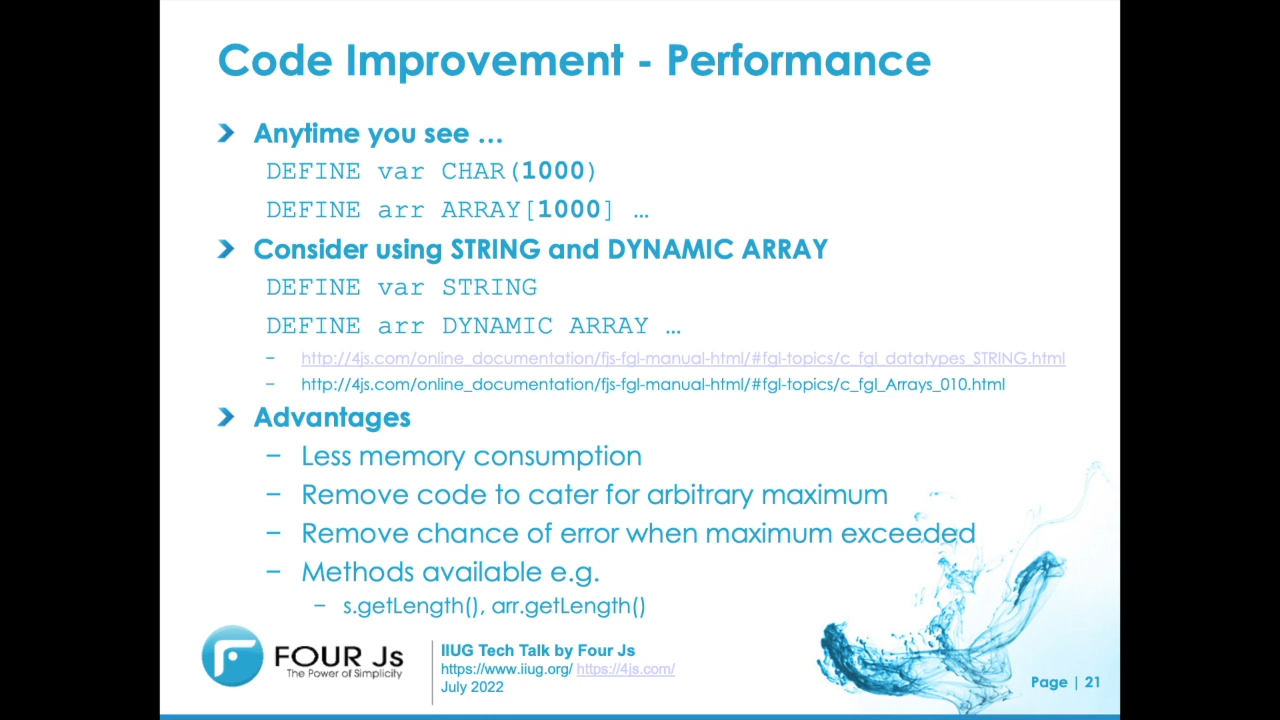 Code Improvement - Performance
Anytime you see …
DEFINE var CHAR(1000)
DEFINE arr ARRAY[1000] …
Consider using STRING and DYNAMIC ARRAY
DEFINE var STRING
DEFINE arr DYNAMIC ARRAY …
– http://4js.com/online_documentation/fjs-fgl-manual-html/#fgl-topics/c_fgl_datatypes_STRING.html
– http://4js.com/online_documentation/fjs-fgl-manual-html/#fgl-topics/c_fgl_Arrays_010.html
Advantages
– Less memory consumption
– Remove code to cater for arbitrary maximum
– Remove chance of error when maximum exceeded
– Methods available e.g.
– s.getLength(), arr.getLength()
FOUR Js
The Power of Simplicity
IIUG Tech Talk by Four Js
https://www.iiug.org/ https://4js.com/
July 2022
Page | 21